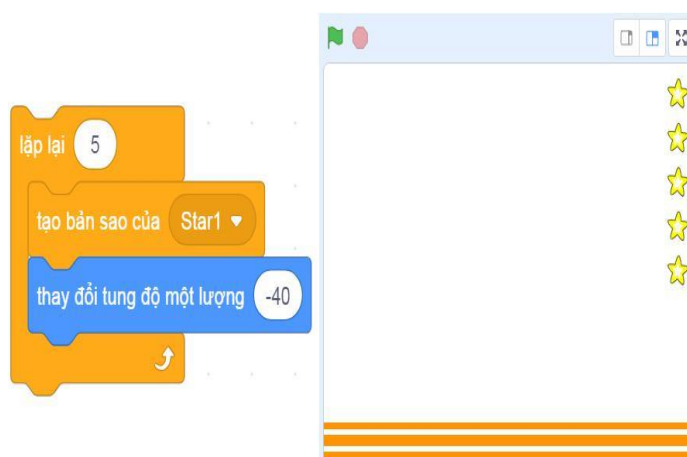 lặp lại 5
tạo bản sao của Star1
thay đổi tung độ một lượng -40